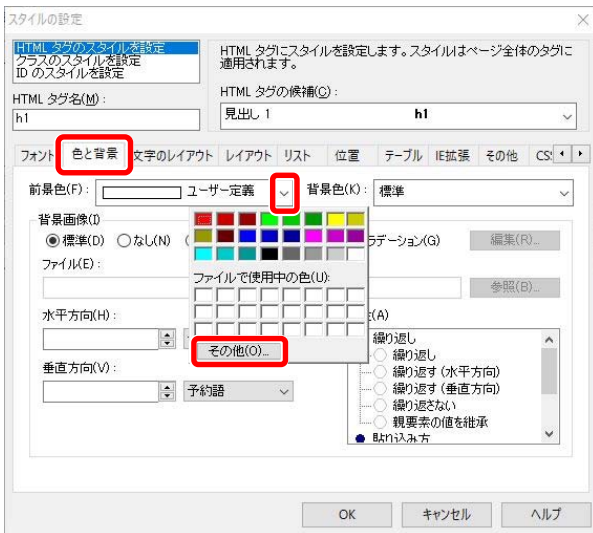 スタイルの設定
HTML タグのスタイルを設定
クラスのスタイルを設定
ID のスタイルを設定
HTML タグにスタイルを設定します。スタイルはページ全体のタグに
適用されます。
HTML タグ名(M) :
h1
HTML タグの候補(C) :
見出し 1 h1
フォント 色と背景 文字のレイアウト レイアウト リスト 位置 テーブル IE拡張 その他 CS:
前景色(F) : ユーザー定義 背景色(K) : 標準
背景画像(I)
標準(D) なし(N) ラデーション(G) 編集(R)...
ファイル(E) :
参照(B)...
ファイルで使用中の色(U):
その他(O)...
水平方向(H) :
(A)
垂直方向(V) :
予約語
繰り返し
繰り返し
繰り返す (水平方向)
繰り返す (垂直方向)
繰り返さない
親要素の値を継承
貼り込み方
OK キャンセル ヘルプ